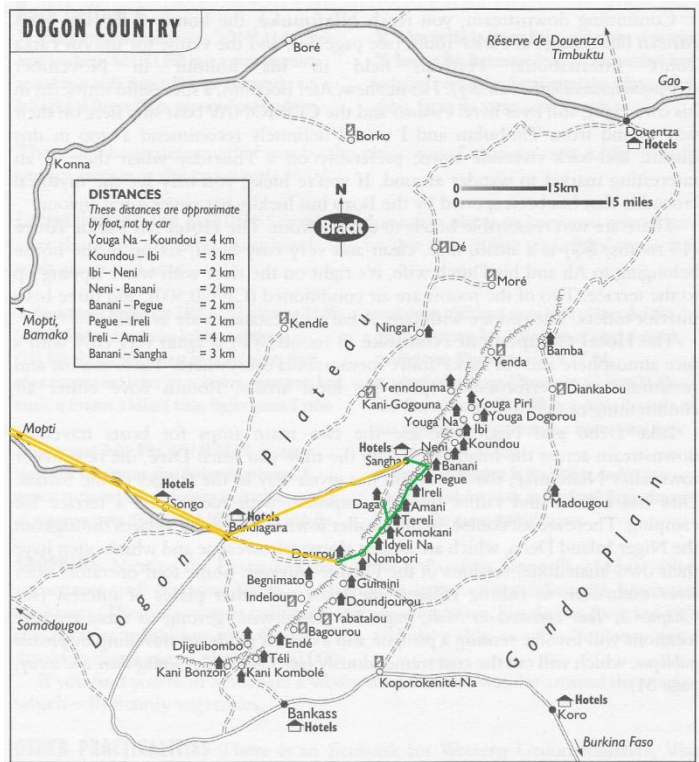 DOGON COUNTRY
Boré
Réserve de Douentza
Timbuktu
Gao
Borko
Douentza
Hotels
Konna
DISTANCES
These distances are approximate
by foot, not by car
Youga Na – Koundou = 4 km
Koundou – Ibi = 3 km
Ibi – Neni = 2 km
Neni - Banani = 2 km
Banani – Pegue = 2 km
Pegue – Ireli = 2 km
Ireli – Amali = 4 km
Banani – Sangha = 3 km
N
Bradt
0 15km
0 15 miles
Dé
Moré
Mopti,
Kendie
Ningari
Bamba
Yenda
Yenndouma
Diankabou
Kani-Gogouna
Youga Piri
Youga Na
Youga Dogorou
Ibi
Mopti
Hotels
Neni
Koundou
Sangha
Banani
Pegue
Hotels
Ireli
Songo
Daga
Amani
Madougou
Hotels
Tereli
Bandiagara
Komokani
Idyeli Na
Dourou
Nombori
Begnimato
Gumini
Indelou
Oundjourou
Somadougou
Yabatalou
Bagourou
Djiguibombo
Endé
Téli
Kani Bonzon
Kani Kombolé
Koporokenité-Na
Bankass
Hotels
Hotels
Koro
Burkina Faso
Dogon Plateau
Gondo Plain